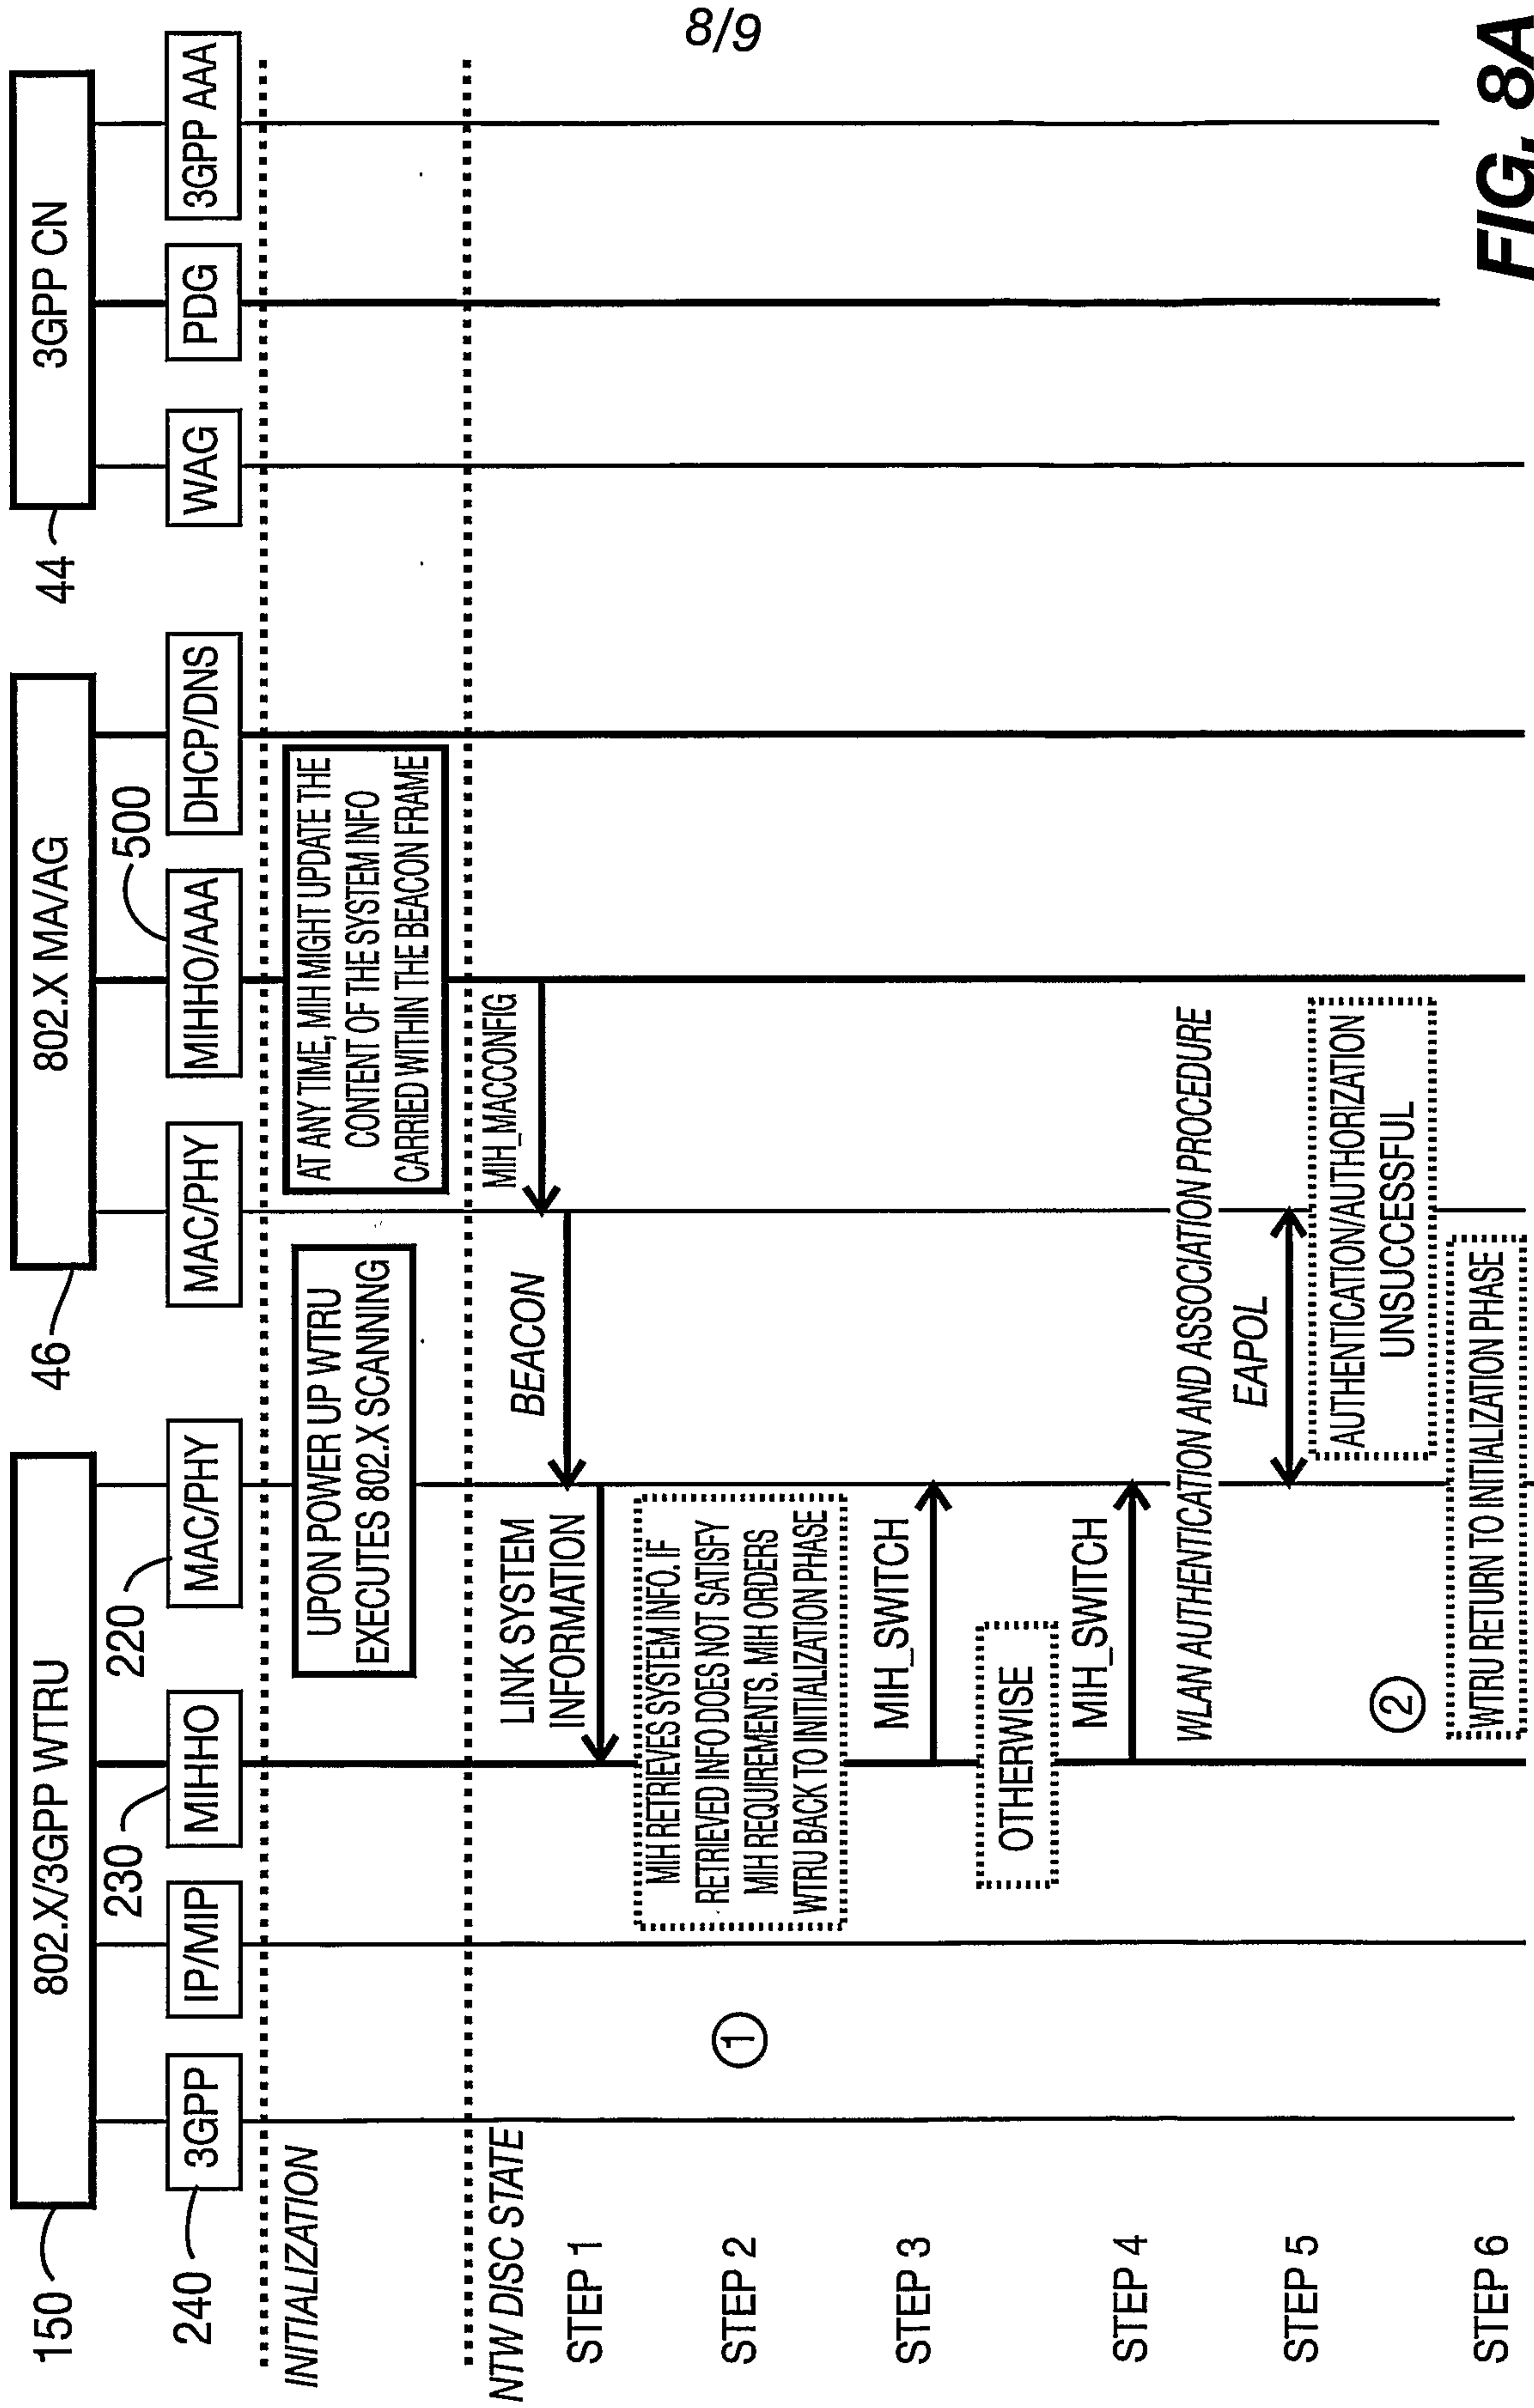 8/9
150
802.X/3GPP WTRU
46
802.X MA/AG
44
3GPP CN
240
3GPP
IP/MIP
230
MIHHO
220
MAC/PHY
MAC/PHY
MIHHO/AAA
500
DHCP/DNS
WAG
PDG
3GPP AAA
INITIALIZATION
UPON POWER UP WTRU
EXECUTES 802.X SCANNING
AT ANY TIME, MIH MIGHT UPDATE THE
CONTENT OF THE SYSTEM INFO
CARRIED WITHIN THE BEACON FRAME
NTW DISC STATE
MIH_MACCONFIG
STEP 1
LINK SYSTEM
INFORMATION
BEACON
STEP 2
1
MIH RETRIEVES SYSTEM INFO. IF
RETRIEVED INFO DOES NOT SATISFY
MIH REQUIREMENTS. MIH ORDERS
WTRU BACK TO INITIALIZATION PHASE
STEP 3
MIH_SWITCH
OTHERWISE
STEP 4
MIH_SWITCH
WLAN AUTHENTICATION AND ASSOCIATION PROCEDURE
STEP 5
EAPOL
AUTHENTICATION/AUTHORIZATION
UNSUCCESSFUL
2
STEP 6
WTRU RETURN TO INITIALIZATION PHASE
FIG. 8A